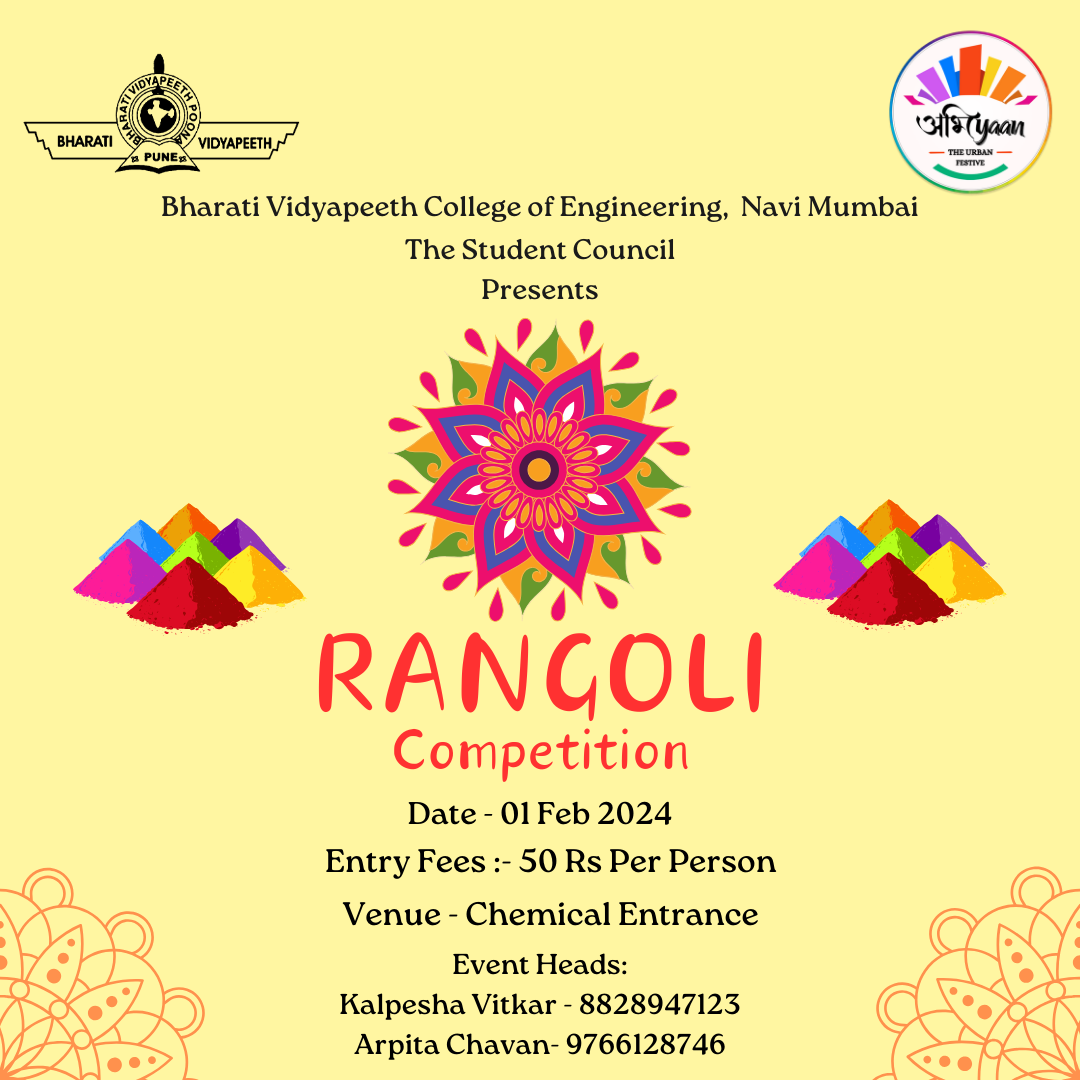 BHARATI VIDYAPEETH POONA
BHARATI
VIDYAPEETH
PUNE
अभिyaan
THE URBAN
FESTIVE
Bharati Vidyapeeth College of Engineering, Navi Mumbai
The Student Council
Presents
RANGOLI
Competition
Date - 01 Feb 2024
Entry Fees :- 50 Rs Per Person
Venue - Chemical Entrance
Event Heads:
Kalpesha Vitkar - 8828947123
Arpita Chavan- 9766128746